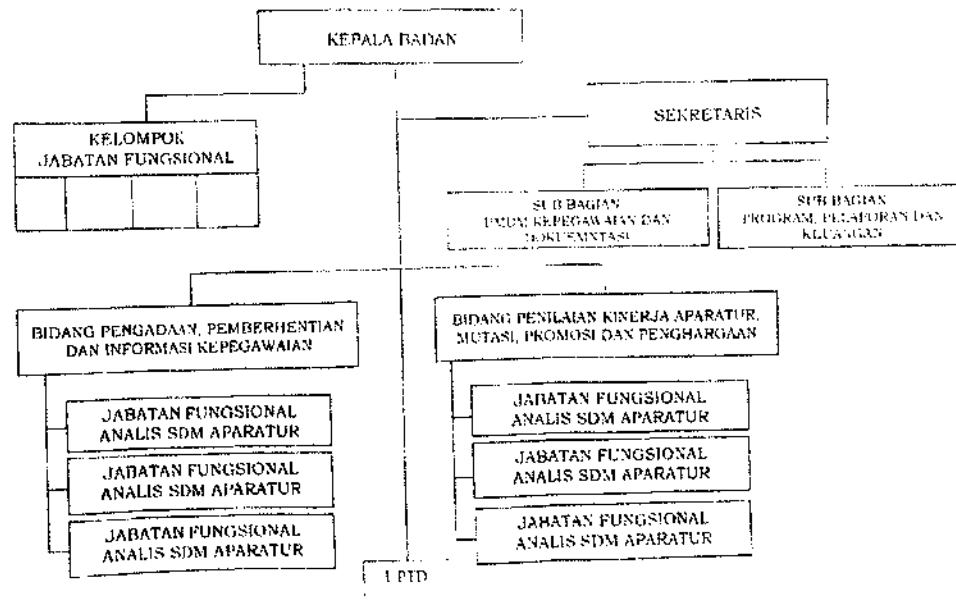 KEPALA BADAN
SEKRETARIS
KELOMPOK
JABATAN FUNGSIONAL
SUB BAGIAN
UMUM KEPEGAWAIAN DAN
SUB BAGIAN
PROGRAM, PELAPORAN DAN
KEUANGAN
BIDANG PENGADAAN, PEMBERHENTIAN
DAN INFORMASI KEPEGAWAIAN
BIDANG PENILAIAN KINERJA APARATUR,
MUTASI, PROMOSI DAN PENGHARGAAN
JABATAN FUNGSIONAL
ANALIS SDM APARATUR
JABATAN FUNGSIONAL
ANALIS SDM APARATUR
JABATAN FUNGSIONAL
ANALIS SDM APARATUR
JABATAN FUNGSIONAL
ANALIS SDM APARATUR
JABATAN FUNGSIONAL
ANALIS SDM APARATUR
JABATAN FUNGSIONAL
ANALIS SDM APARATUR
UPTD